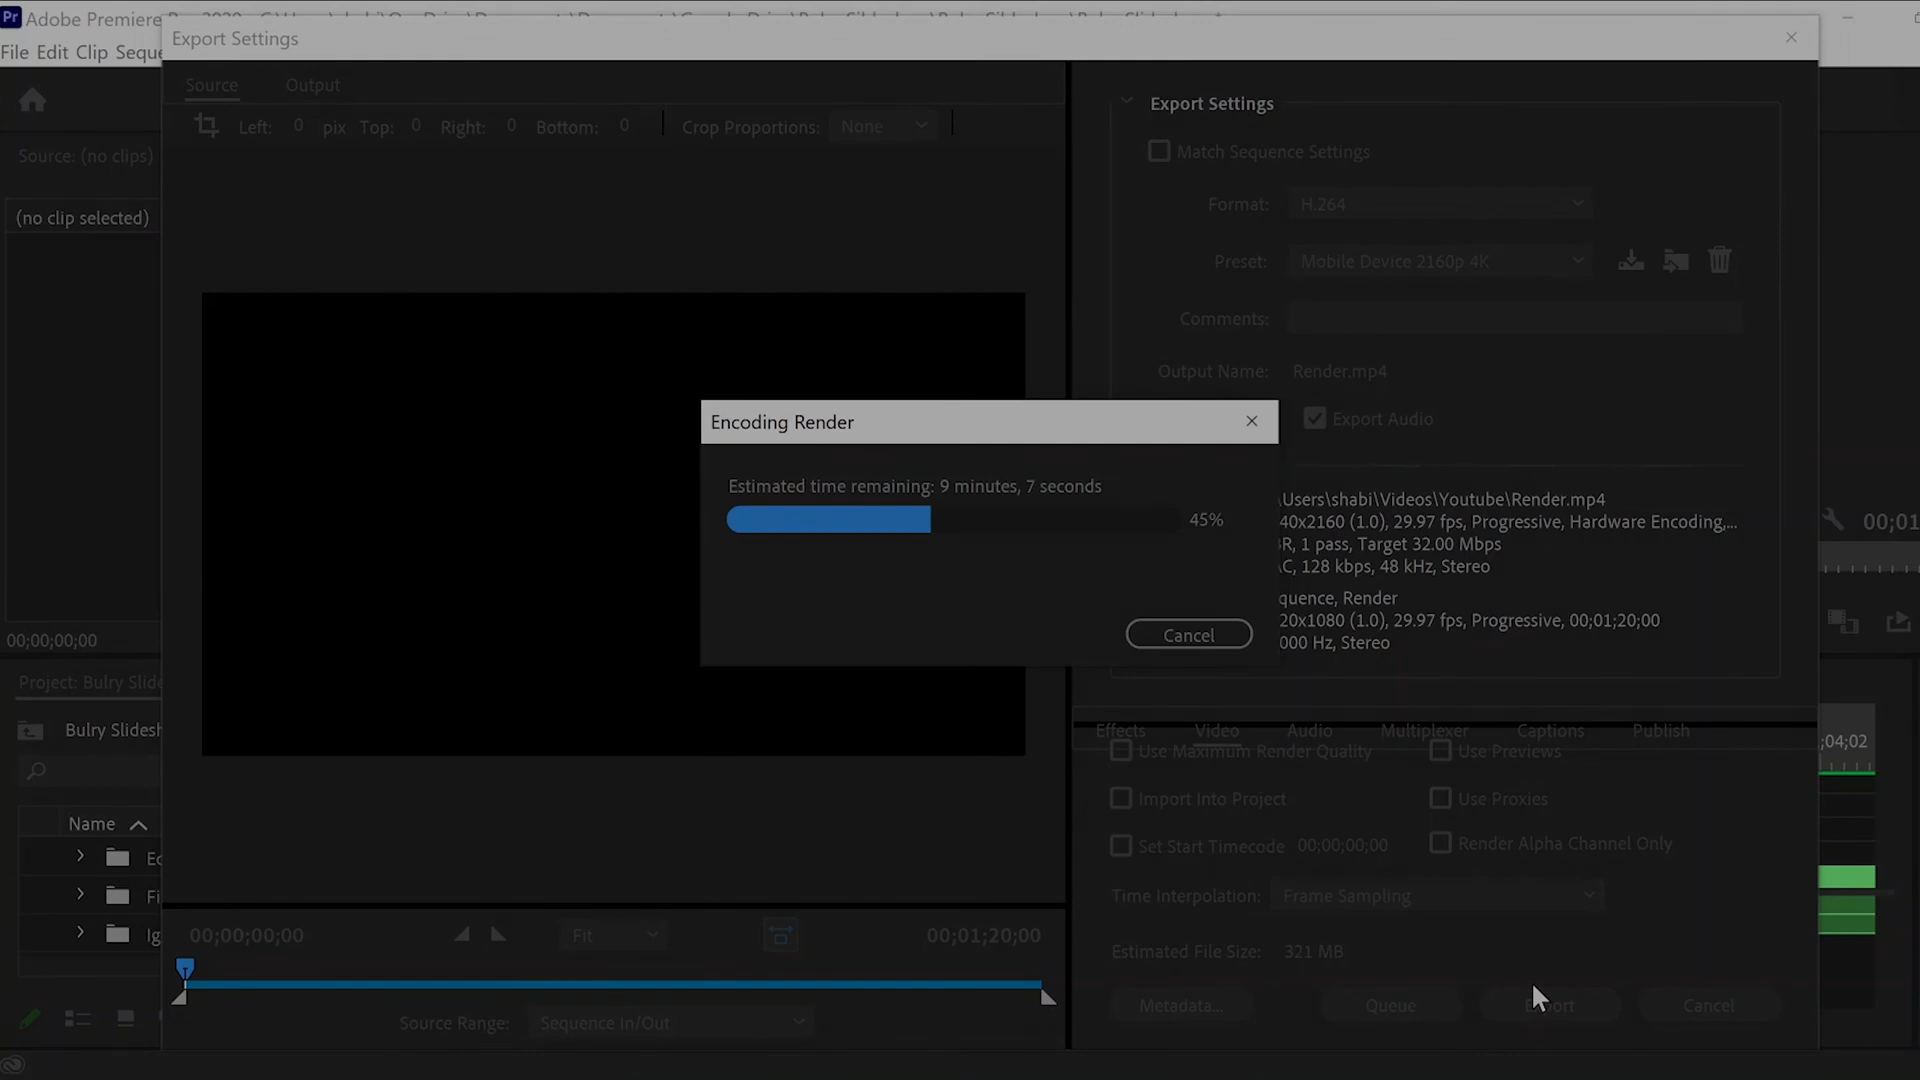 Pr Adobe Premiere
File Edit Clip Seque
Export Settings
Source Output
Left: 0 pix Top: 0 Right: 0 Bottom: 0 Crop Proportions: None
Source: (no clips)
(no clip selected)
00;00;00;00
Project: Bulry Slide
Bulry Slidesh
Name
Ec
Fi
Ig
Export Settings
Match Sequence Settings
Format: H.264
Preset: Mobile Device 2160p 4K
Comments:
Output Name: Render.mp4
Export Audio
Encoding Render
Estimated time remaining: 9 minutes, 7 seconds
45%
Cancel
\Users\shabi\Videos\Youtube\Render.mp4
40x2160 (1.0), 29.97 fps, Progressive, Hardware Encoding,...
R, 1 pass, Target 32.00 Mbps
C, 128 kbps, 48 kHz, Stereo
quence, Render
20x1080 (1.0), 29.97 fps, Progressive, 00;01;20;00
000 Hz, Stereo
Effects Video Audio Multiplexer Captions Publish
Use Maximum Render Quality Use Previews
Import Into Project Use Proxies
Set Start Timecode 00;00;00;00 Render Alpha Channel Only
Time Interpolation: Frame Sampling
Estimated File Size: 321 MB
Metadata... Queue Export Cancel
00;00;00;00 Fit 00;01;20;00
Source Range: Sequence In/Out
00;01
;04;02